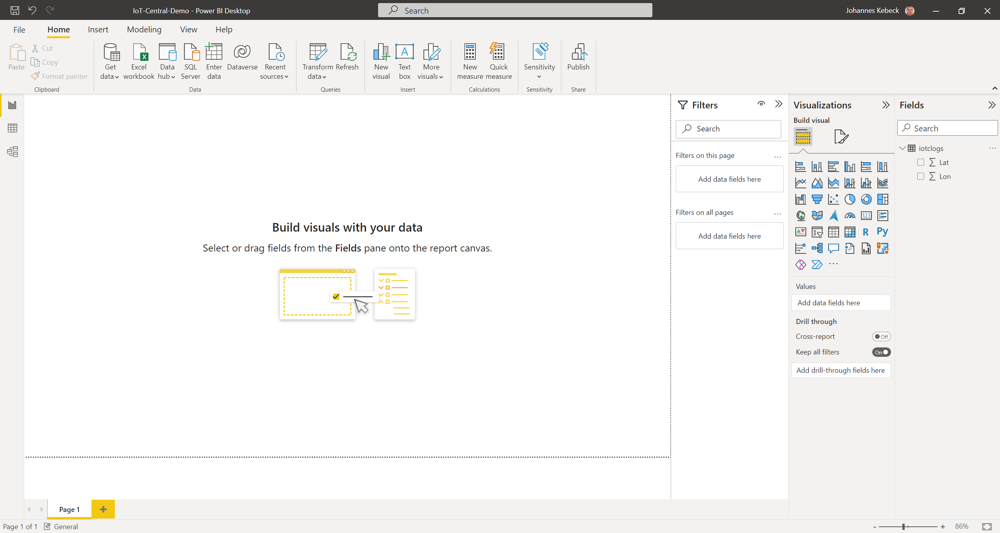 IoT-Central-Demo - Power BI Desktop
Search
Johannes Kebeck
File
Home
Insert
Modeling
View
Help
Paste
Cut
Copy
Format painter
Clipboard
Get
data
Excel
workbook
Data
hub
SQL
Server
Enter
data
Dataverse
Recent
sources
Data
Transform
data
Refresh
Queries
New
visual
Text
box
More
visuals
Insert
New
measure
Quick
measure
Calculations
Sensitivity
Sensitivity
Publish
Share
Build visuals with your data
Select or drag fields from the Fields pane onto the report canvas.
Filters
Search
Filters on this page
...
Add data fields here
Filters on all pages
...
Add data fields here
Visualizations
Build visual
123
R
Py
...
Values
Add data fields here
Drill through
Cross-report
Off
Keep all filters
On
Add drill-through fields here
Fields
Search
iotclogs
...
Lat
Lon
Page 1
Page 1 of 1
General
86%